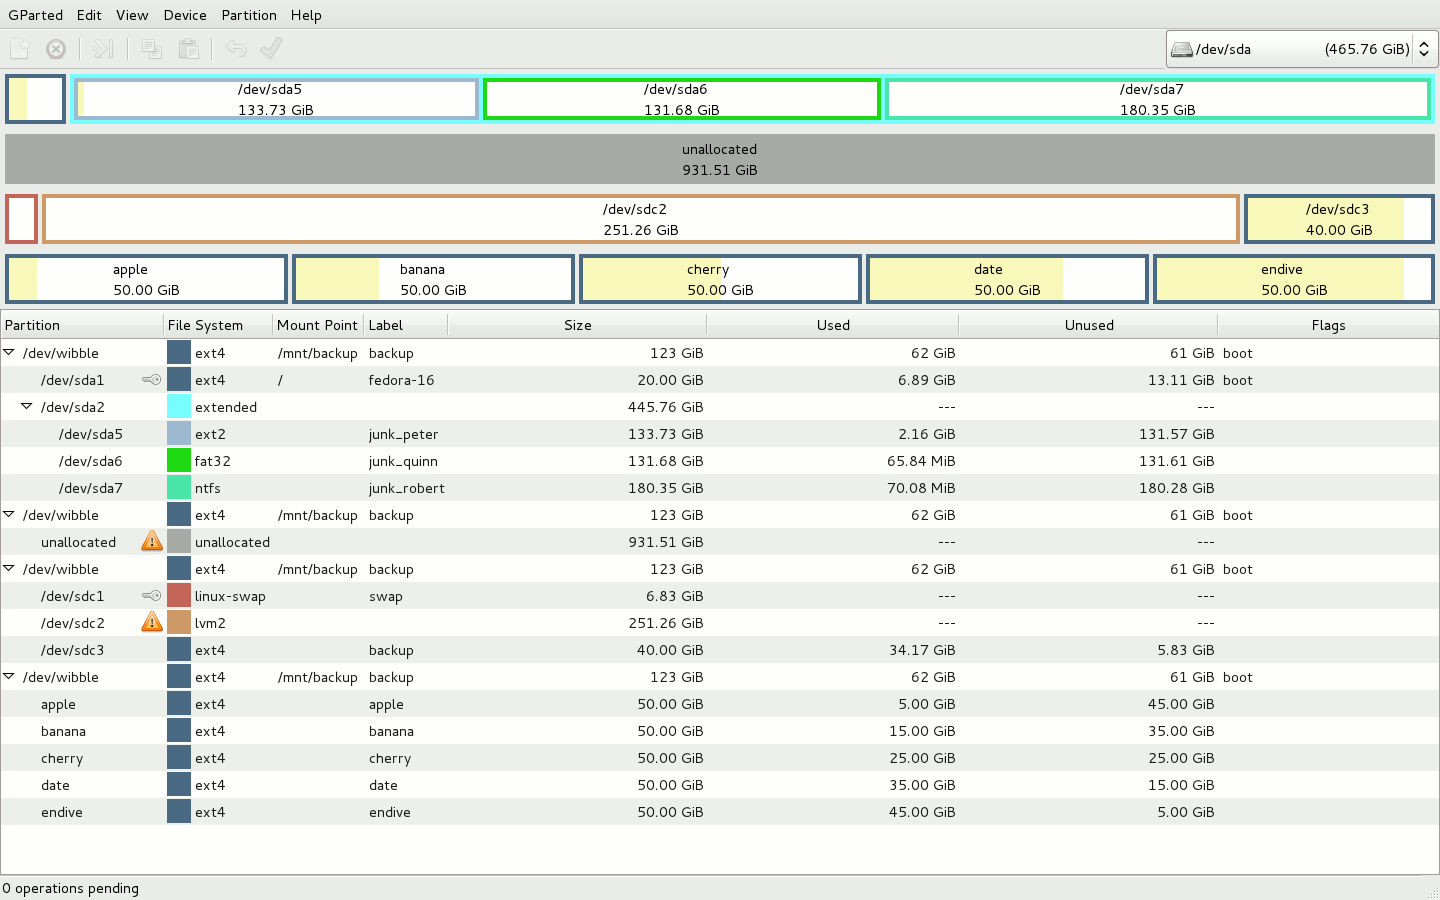 GParted Edit View Device Partition Help
/dev/sda (465.76 GiB)
/dev/sda5 /dev/sda6 /dev/sda7
133.73 GiB 131.68 GiB 180.35 GiB
unallocated
931.51 GiB
/dev/sdc2 /dev/sdc3
251.26 GiB 40.00 GiB
apple banana cherry date endive
50.00 GiB 50.00 GiB 50.00 GiB 50.00 GiB 50.00 GiB
Partition File System Mount Point Label Size Used Unused Flags
/dev/wibble ext4 /mnt/backup backup 123 GiB 62 GiB 61 GiB boot
/dev/sda1 ext4 / fedora-16 20.00 GiB 6.89 GiB 13.11 GiB boot
/dev/sda2 extended 445.76 GiB --- ---
/dev/sda5 ext2 junk_peter 133.73 GiB 2.16 GiB 131.57 GiB
/dev/sda6 fat32 junk_quinn 131.68 GiB 65.84 MiB 131.61 GiB
/dev/sda7 ntfs junk_robert 180.35 GiB 70.08 MiB 180.28 GiB
/dev/wibble ext4 /mnt/backup backup 123 GiB 62 GiB 61 GiB boot
unallocated unallocated 931.51 GiB --- ---
/dev/wibble ext4 /mnt/backup backup 123 GiB 62 GiB 61 GiB boot
/dev/sdc1 linux-swap swap 6.83 GiB --- ---
/dev/sdc2 lvm2 251.26 GiB --- ---
/dev/sdc3 ext4 backup 40.00 GiB 34.17 GiB 5.83 GiB
/dev/wibble ext4 /mnt/backup backup 123 GiB 62 GiB 61 GiB boot
apple ext4 apple 50.00 GiB 5.00 GiB 45.00 GiB
banana ext4 banana 50.00 GiB 15.00 GiB 35.00 GiB
cherry ext4 cherry 50.00 GiB 25.00 GiB 25.00 GiB
date ext4 date 50.00 GiB 35.00 GiB 15.00 GiB
endive ext4 endive 50.00 GiB 45.00 GiB 5.00 GiB
0 operations pending